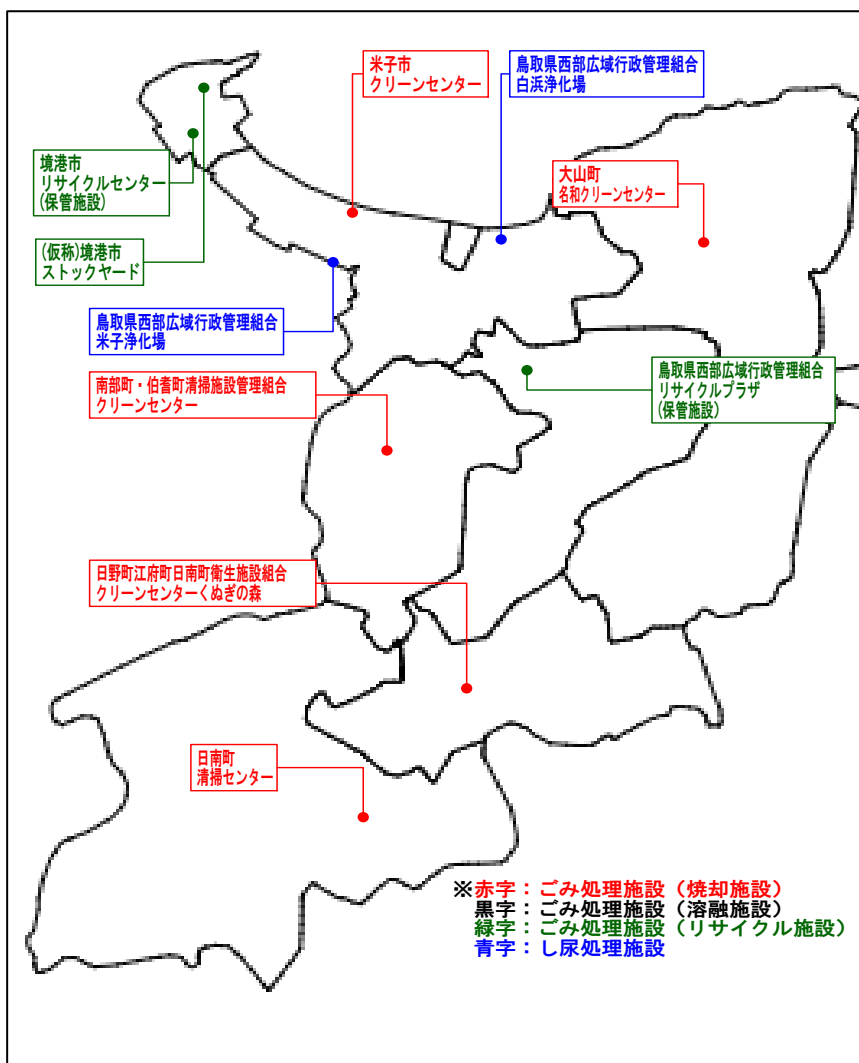 米子市
クリーンセンター
鳥取県西部広域行政管理組合
白浜浄化場
境港市
リサイクルセンター
(保管施設)
大山町
名和クリーンセンター
(仮称)境港市
ストックヤード
鳥取県西部広域行政管理組合
米子浄化場
鳥取県西部広域行政管理組合
リサイクルプラザ
(保管施設)
南部町・伯耆町清掃施設管理組合
クリーンセンター
日野町江府町日南町衛生施設組合
クリーンセンターくぬぎの森
日南町
清掃センター
※赤字：ごみ処理施設（焼却施設）
黒字：ごみ処理施設（溶融施設）
緑字：ごみ処理施設（リサイクル施設）
青字：し尿処理施設